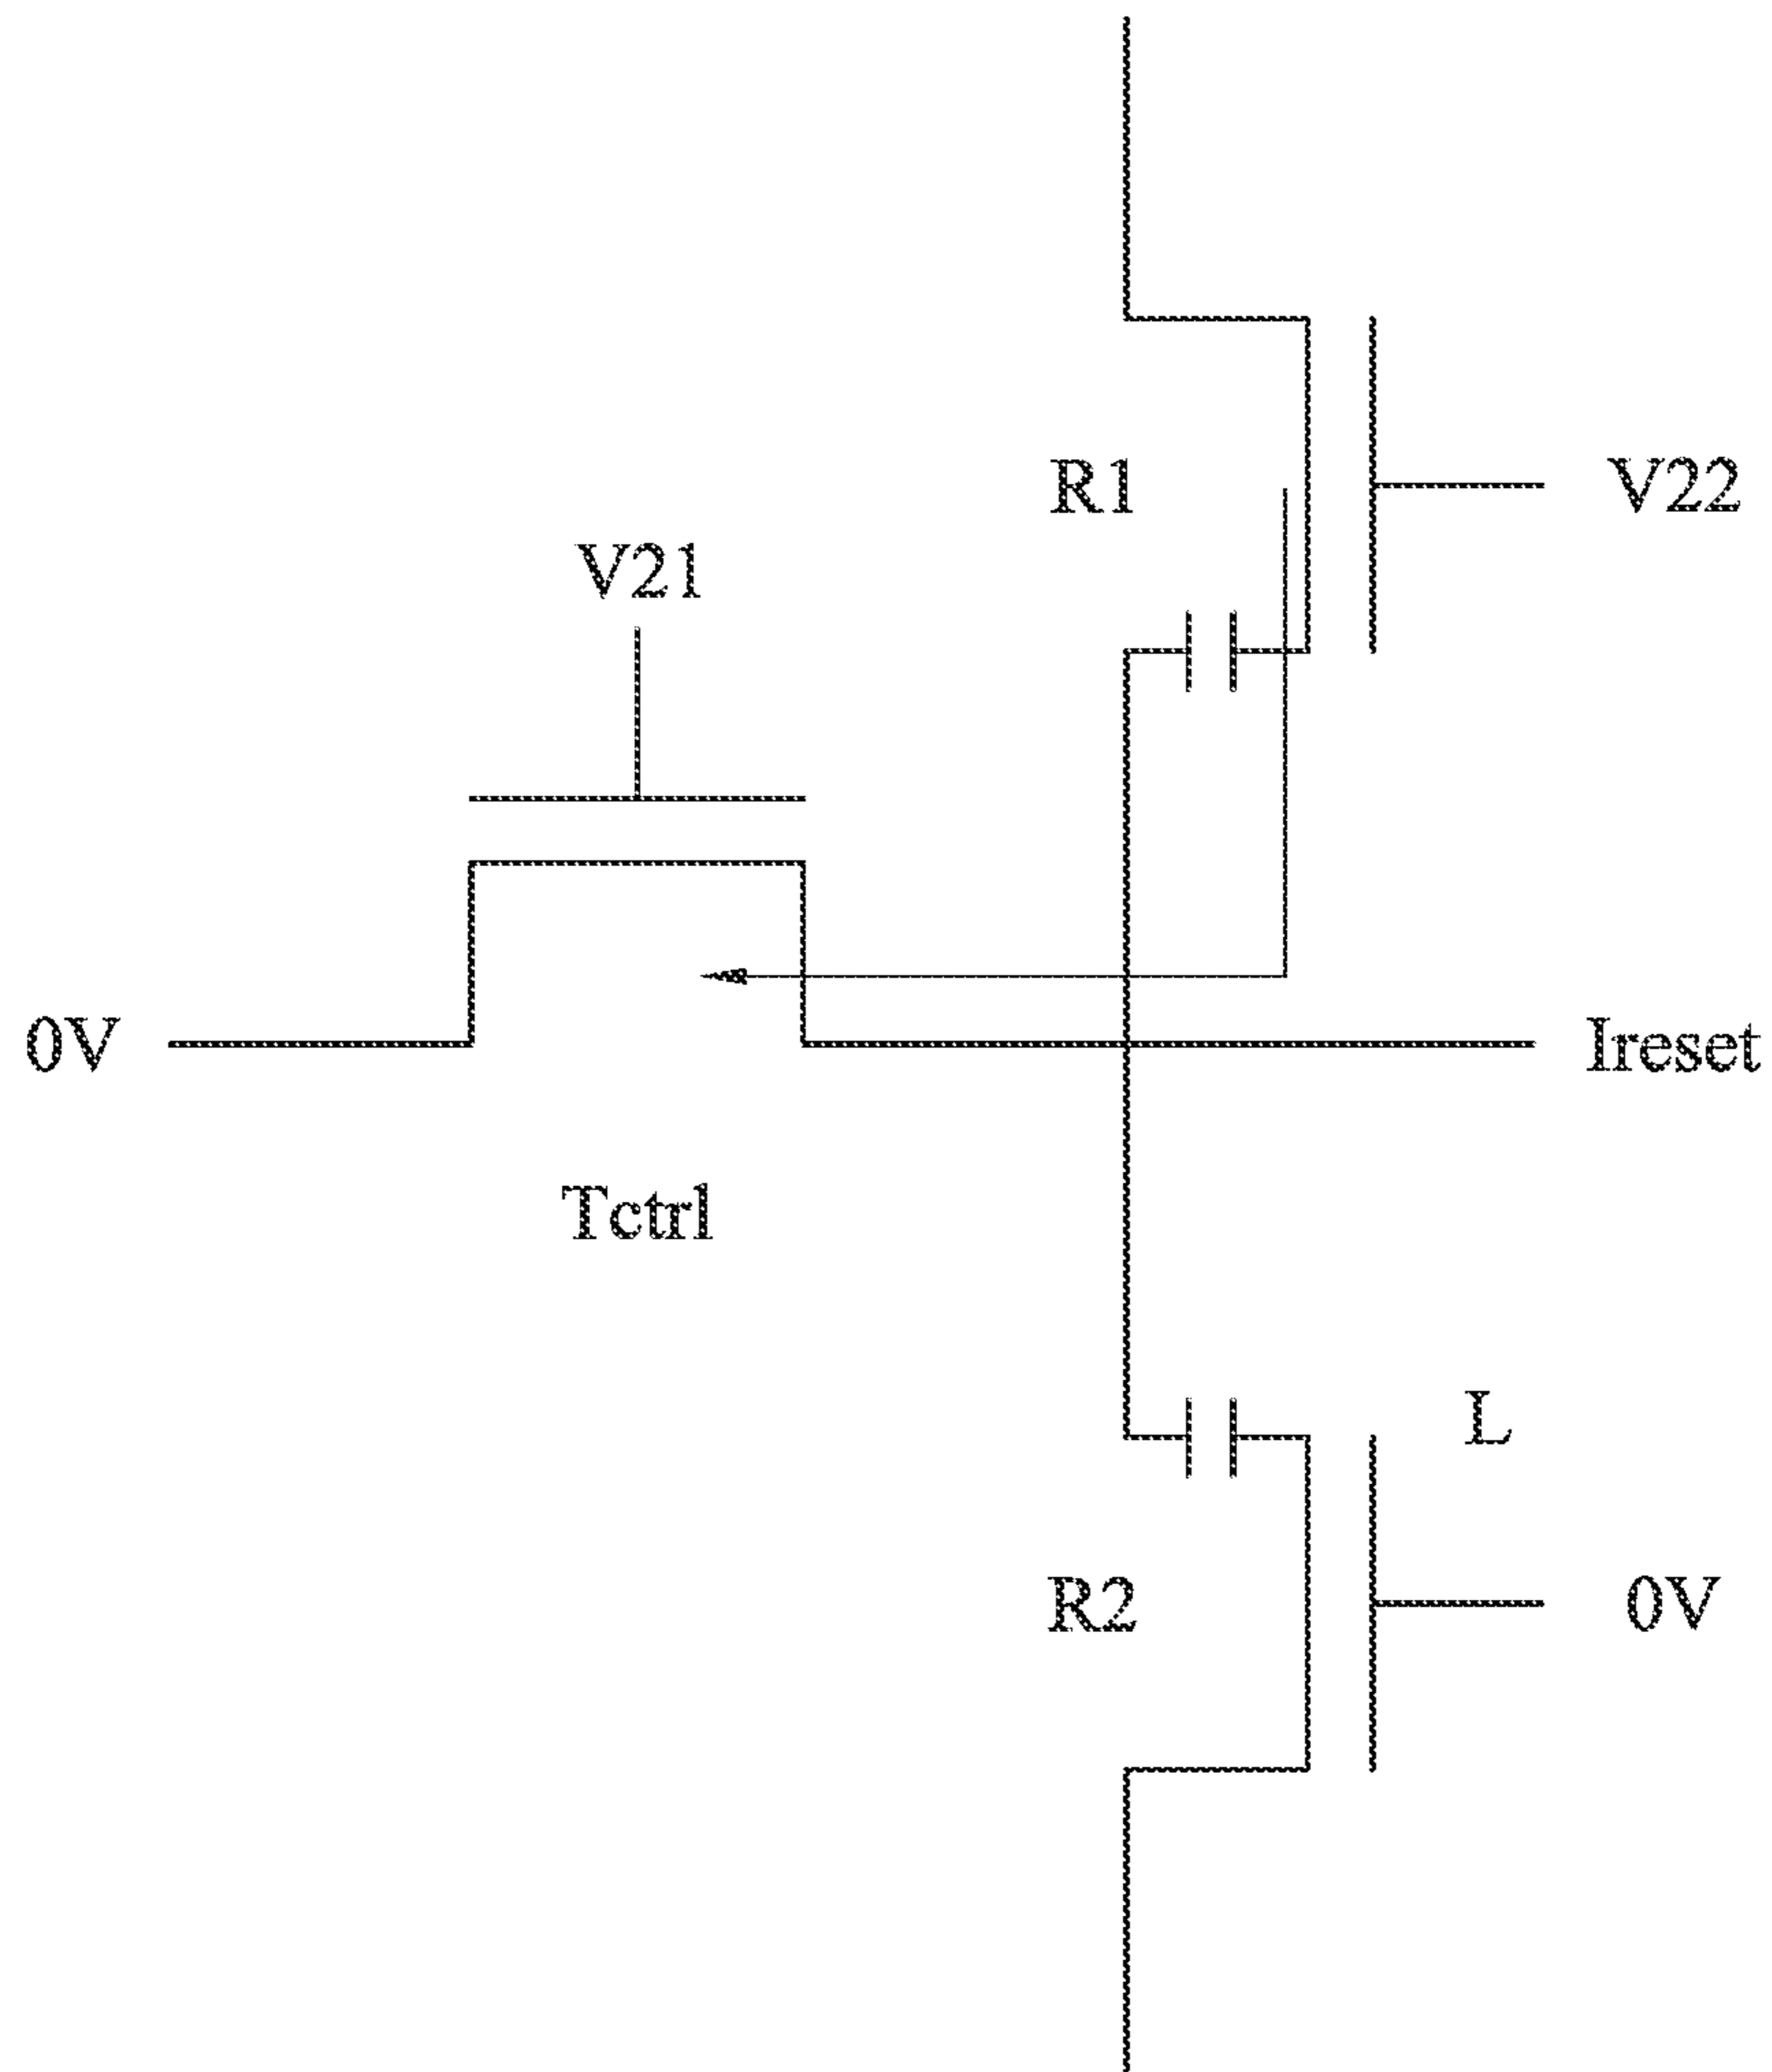 R1
V22
V21
0V
Ireset
Tctrl
L
R2
0V